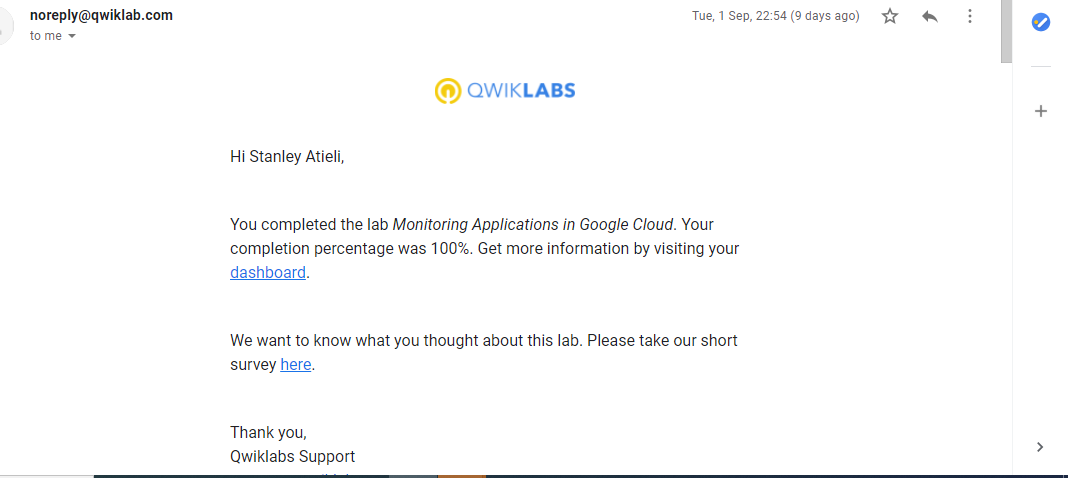 noreply@qwiklab.com
Tue, 1 Sep, 22:54 (9 days ago)
to me
QWIKLABS
Hi Stanley Atieli,
You completed the lab Monitoring Applications in Google Cloud. Your
completion percentage was 100%. Get more information by visiting your
dashboard.
We want to know what you thought about this lab. Please take our short
survey here.
Thank you,
Qwiklabs Support